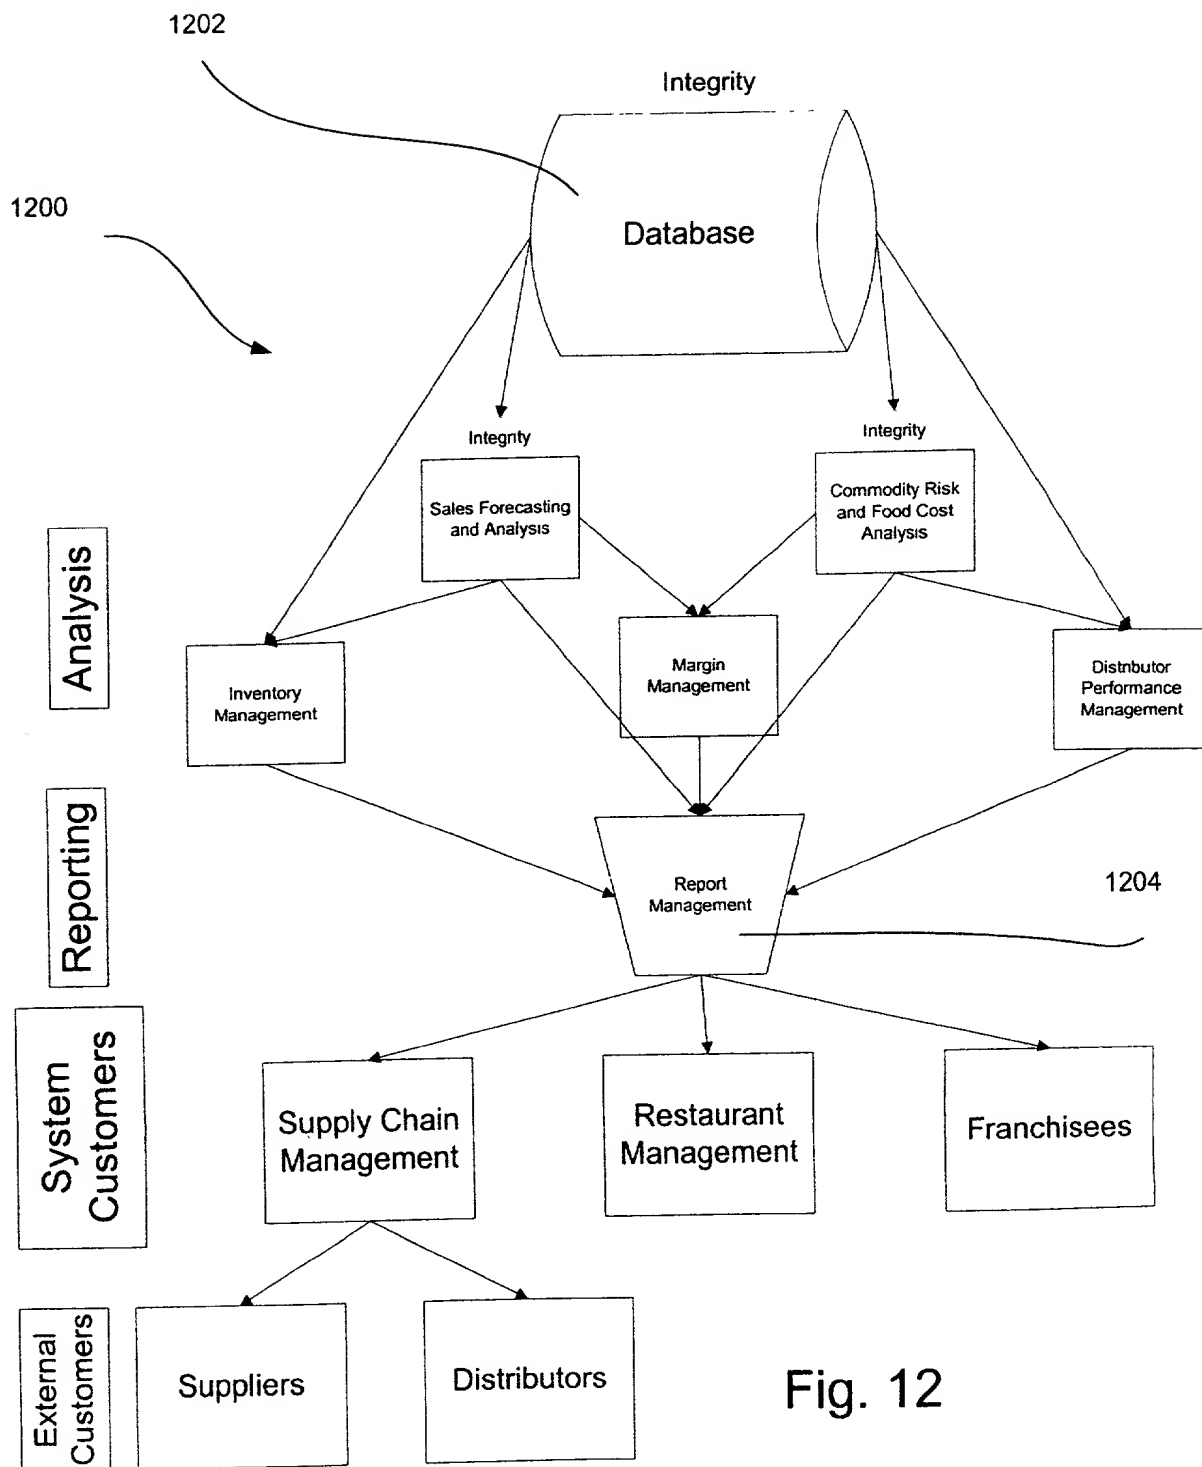 1202
Integrity
1200
Database
Integrity
Integrity
Sales Forecasting
and Analysis
Commodity Risk
and Food Cost
Analysis
Analysis
Inventory
Management
Margin
Management
Distributor
Performance
Management
Reporting
Report
Management
1204
System
Customers
Supply Chain
Management
Restaurant
Management
Franchisees
External
Customers
Suppliers
Distributors
Fig. 12